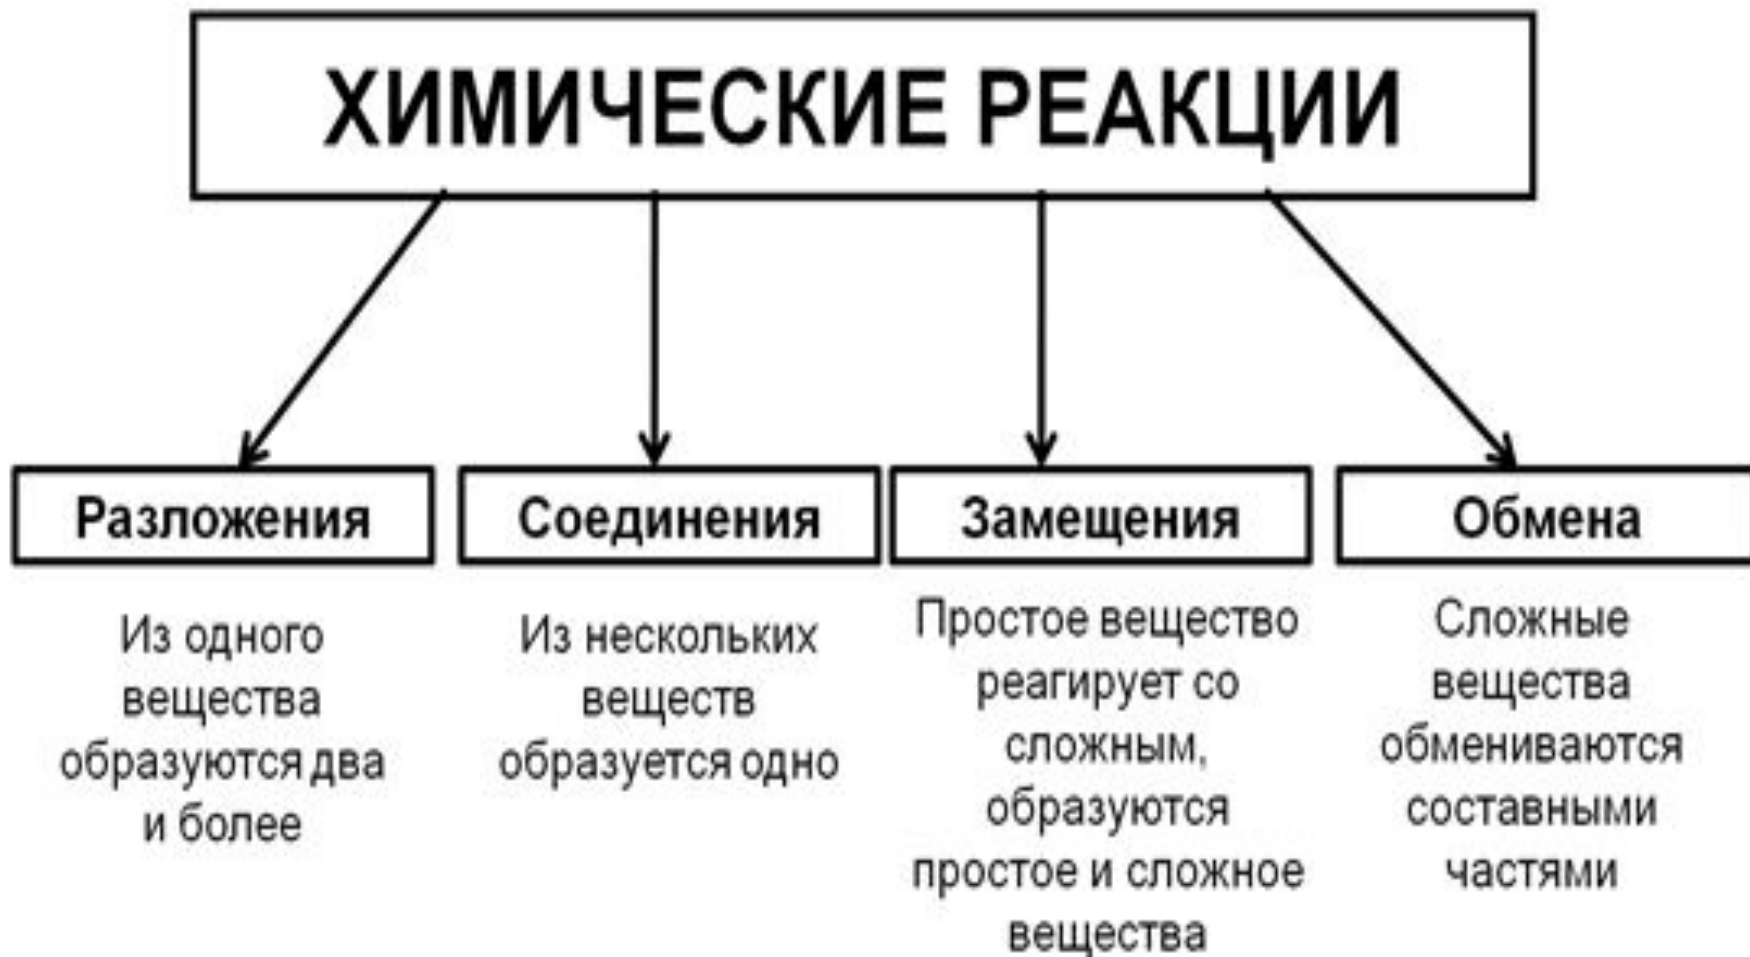 ХИМИЧЕСКИЕ РЕАКЦИИ
Разложения
Из одного
вещества
образуются два
и более
Соединения
Из нескольких
веществ
образуется одно
Замещения
Простое вещество
реагирует со
сложным,
образуются
простое и сложное
вещества
Обмена
Сложные
вещества
обмениваются
составными
частями